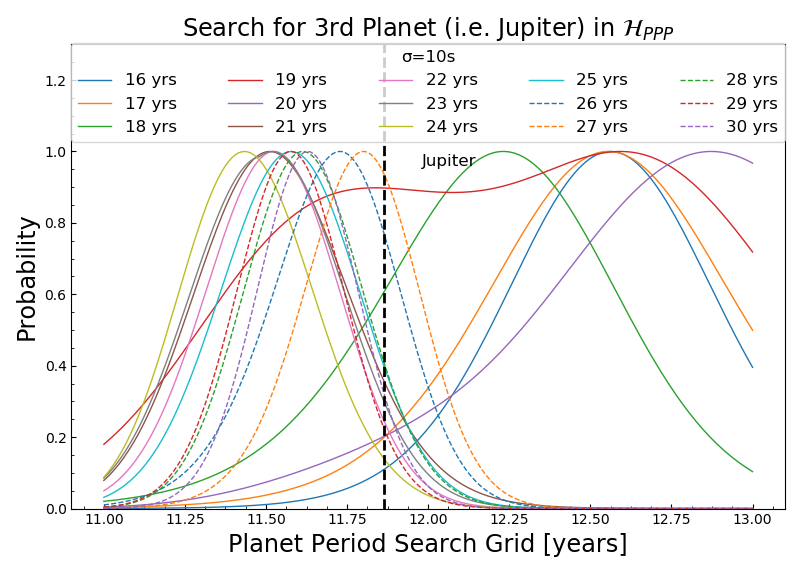 Search for 3rd Planet (i.e. Jupiter) in ℋ_PPP
σ=10s
16 yrs 19 yrs 22 yrs 25 yrs 28 yrs
17 yrs 20 yrs 23 yrs 26 yrs 29 yrs
18 yrs 21 yrs 24 yrs 27 yrs 30 yrs
Jupiter
1.2
1.0
0.8
0.6
0.4
0.2
0.0
Probability
11.00 11.25 11.50 11.75 12.00 12.25 12.50 12.75 13.00
Planet Period Search Grid [years]